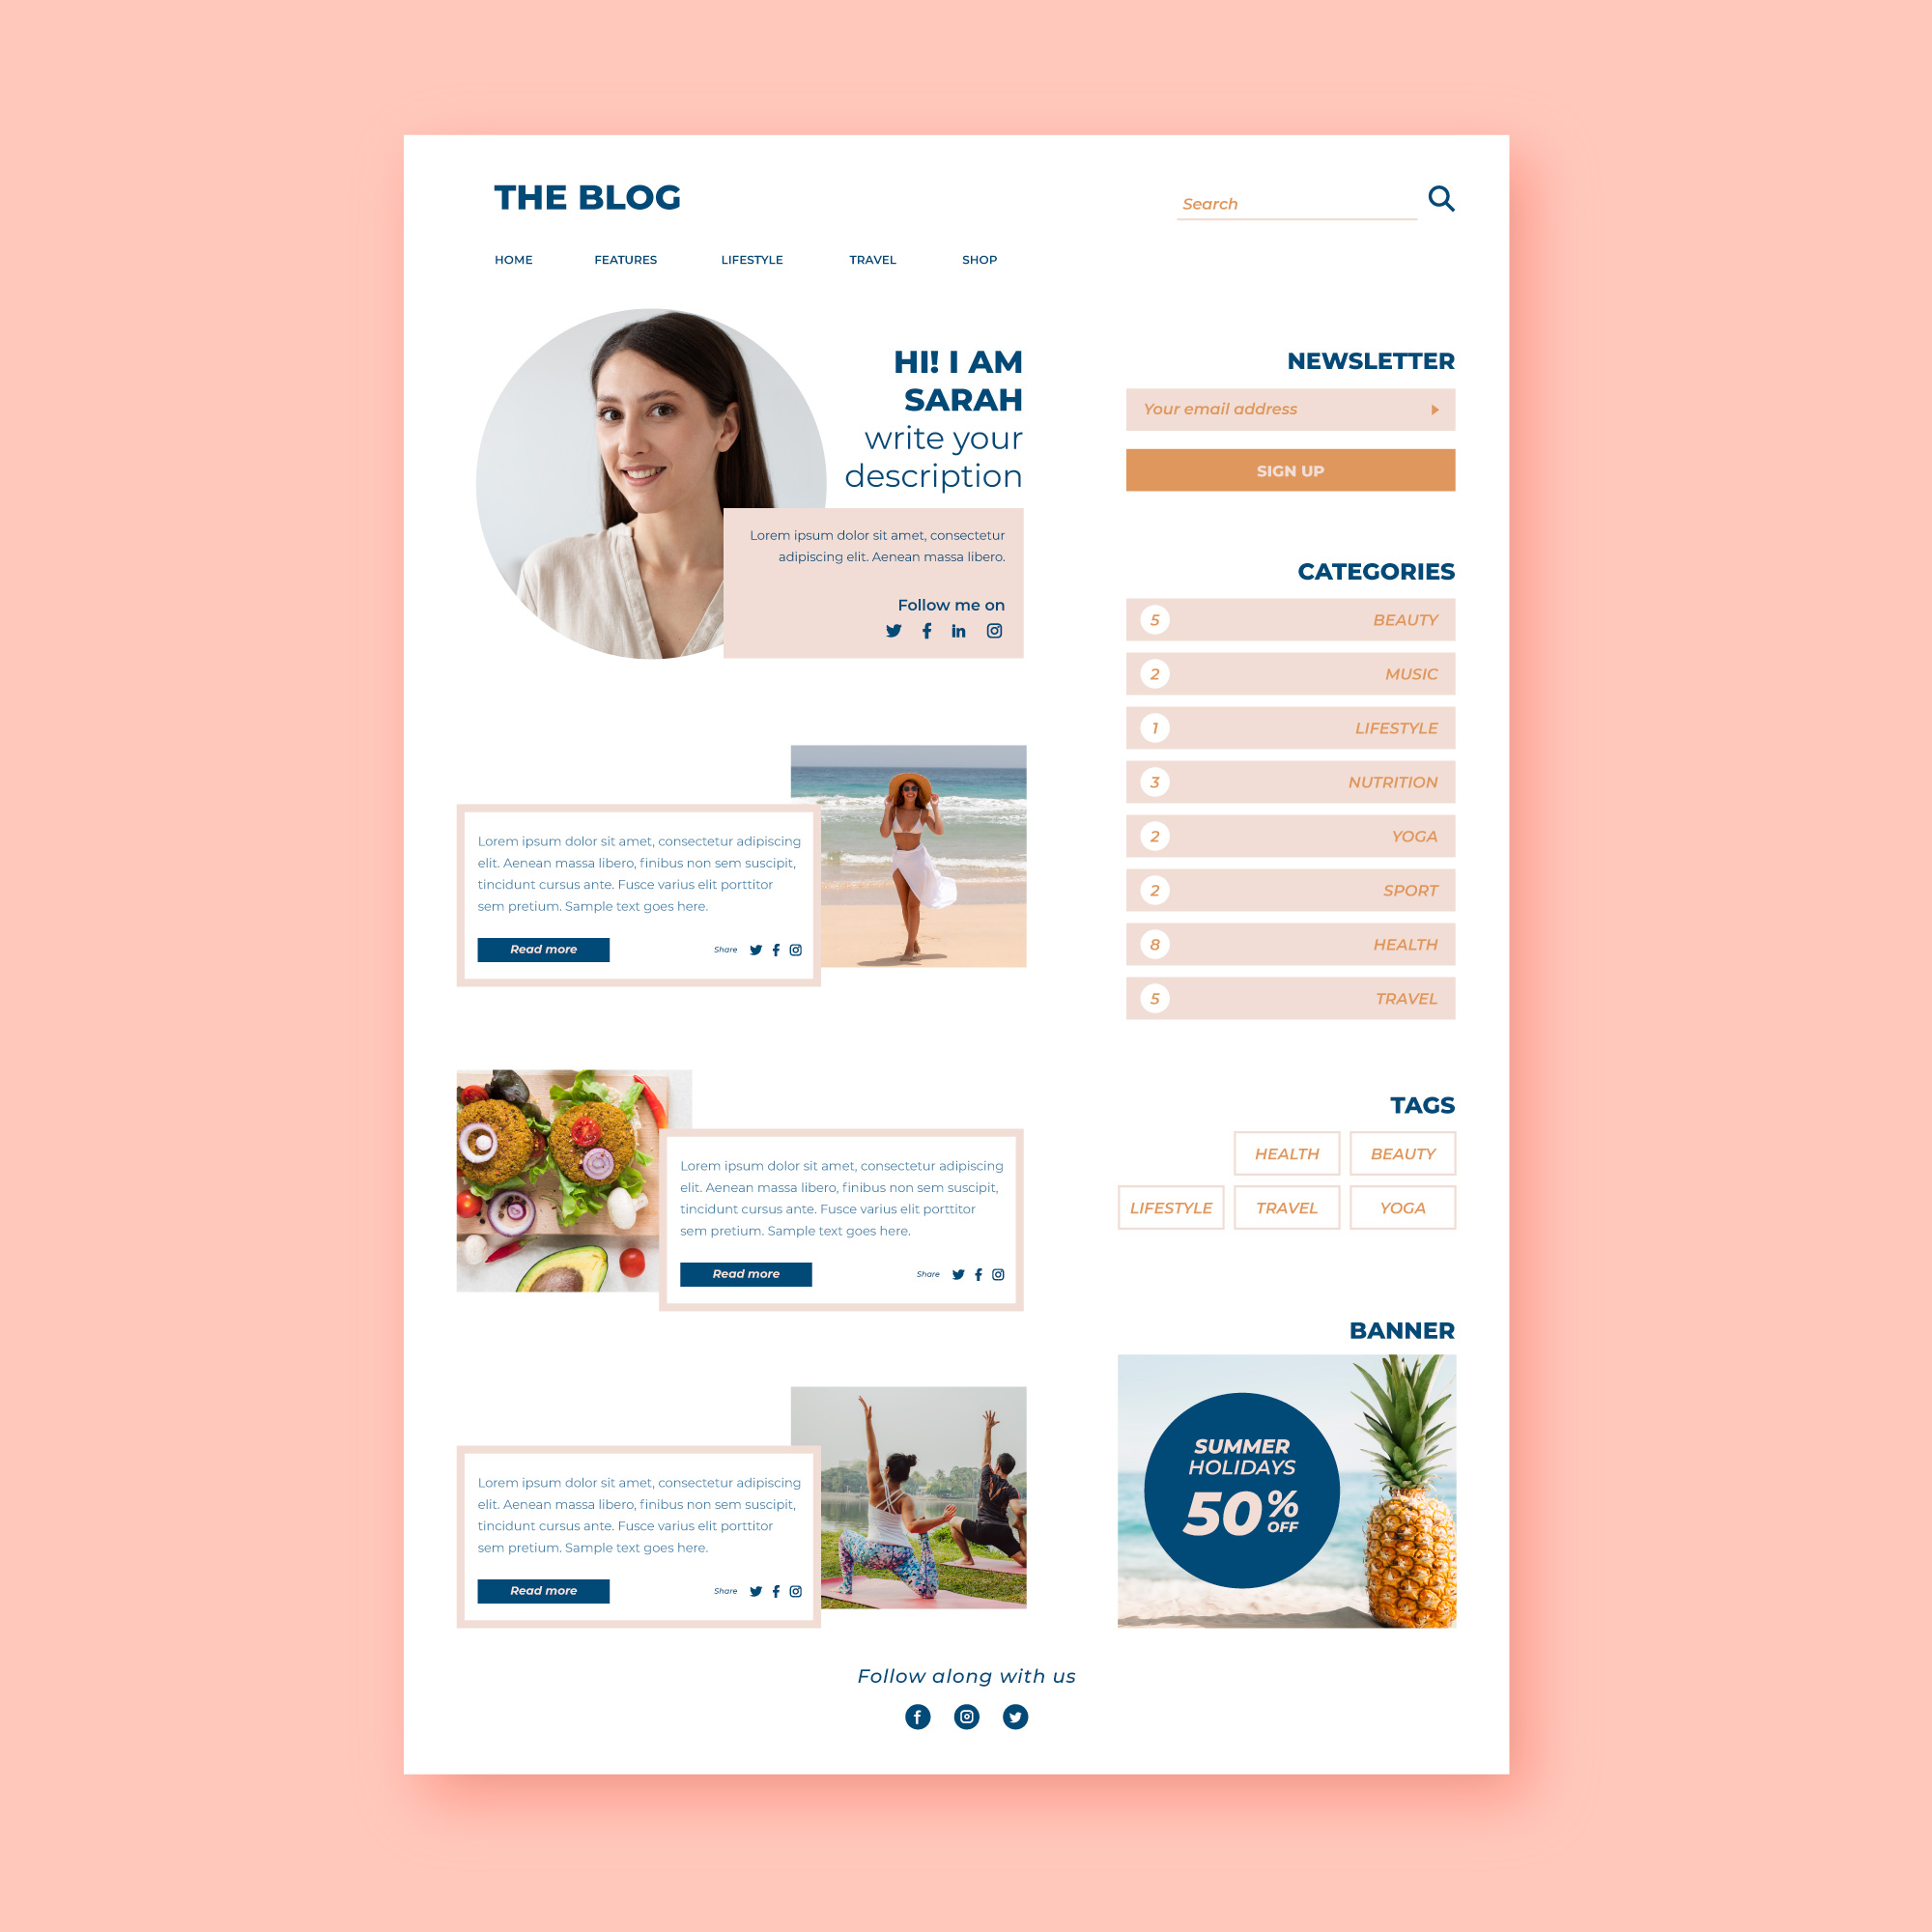 THE BLOG
Search
HOME FEATURES LIFESTYLE TRAVEL SHOP
HI! I AM
SARAH
write your
description
Lorem ipsum dolor sit amet, consectetur
adipiscing elit. Aenean massa libero.
Follow me on
Lorem ipsum dolor sit amet, consectetur adipiscing
elit. Aenean massa libero, finibus non sem suscipit,
tincidunt cursus ante. Fusce varius elit porttitor
sem pretium. Sample text goes here.
Read more Share
Lorem ipsum dolor sit amet, consectetur adipiscing
elit. Aenean massa libero, finibus non sem suscipit,
tincidunt cursus ante. Fusce varius elit porttitor
sem pretium. Sample text goes here.
Read more Share
Lorem ipsum dolor sit amet, consectetur adipiscing
elit. Aenean massa libero, finibus non sem suscipit,
tincidunt cursus ante. Fusce varius elit porttitor
sem pretium. Sample text goes here.
Read more Share
NEWSLETTER
Your email address
SIGN UP
CATEGORIES
5 BEAUTY
2 MUSIC
1 LIFESTYLE
3 NUTRITION
2 YOGA
2 SPORT
8 HEALTH
5 TRAVEL
TAGS
HEALTH BEAUTY
LIFESTYLE TRAVEL YOGA
BANNER
SUMMER
HOLIDAYS
50%
OFF
Follow along with us